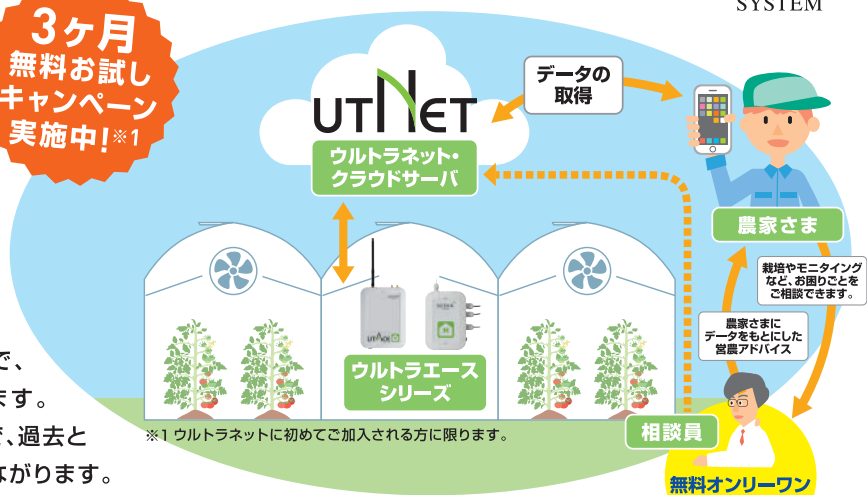 SYSTEM
3ヶ月
無料お試し
キャンペーン
実施中!※1
UTNET
ウルトラネット・
クラウドサーバ
データの
取得
農家さま
栽培やモニタイング
など、お困りごとを
ご相談できます。
農家さまに
データをもとにした
営農アドバイス
ウルトラエース
シリーズ
で、
ます。
で、過去と
ながります。
※1 ウルトラネットに初めてご加入される方に限ります。
相談員
無料オンリーワン